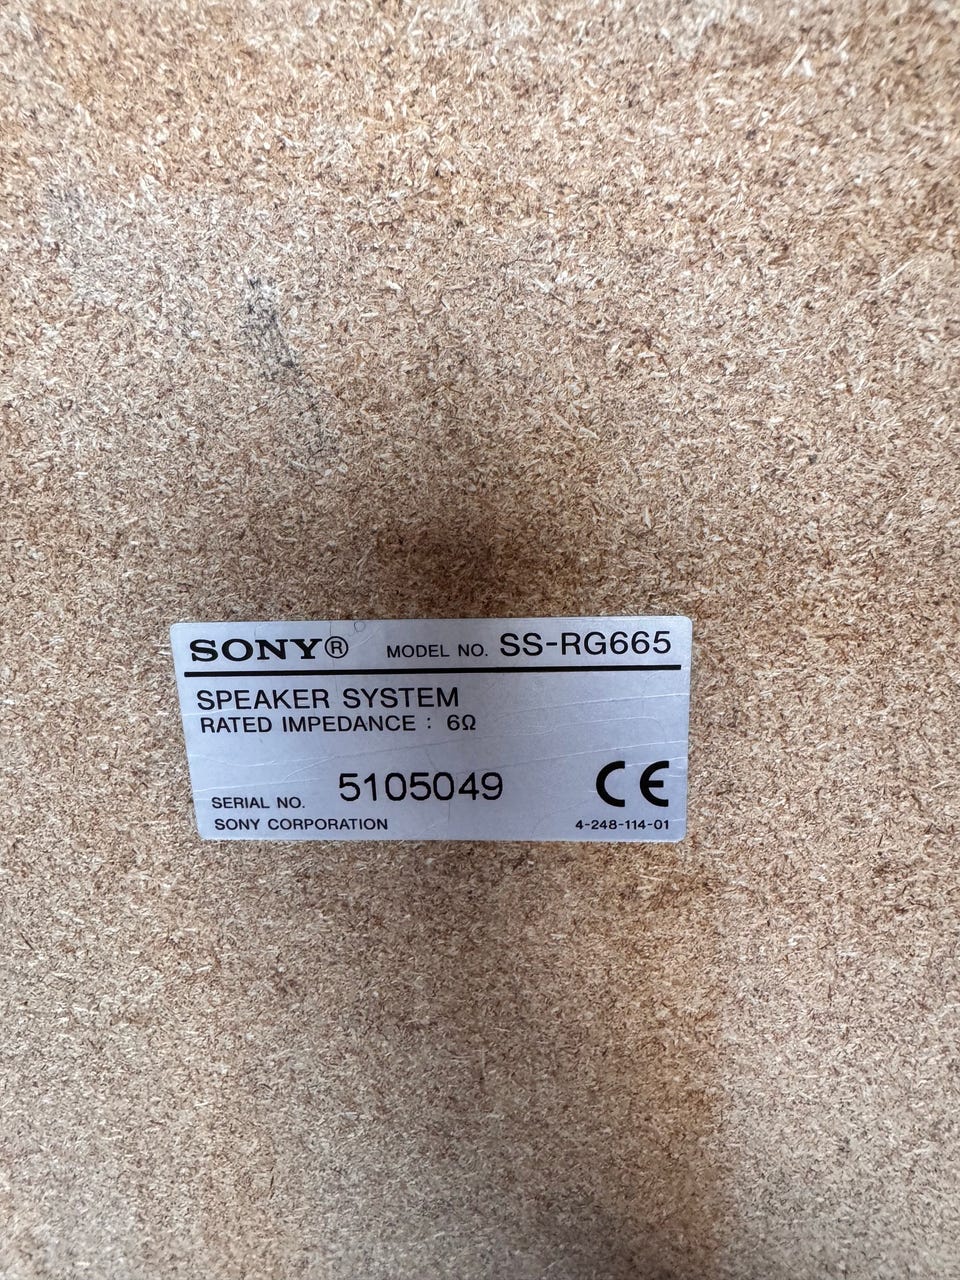 SONY® MODEL NO. SS-RG665
SPEAKER SYSTEM
RATED IMPEDANCE : 6Ω
SERIAL NO. 5105049 CE
SONY CORPORATION 4-248-114-01